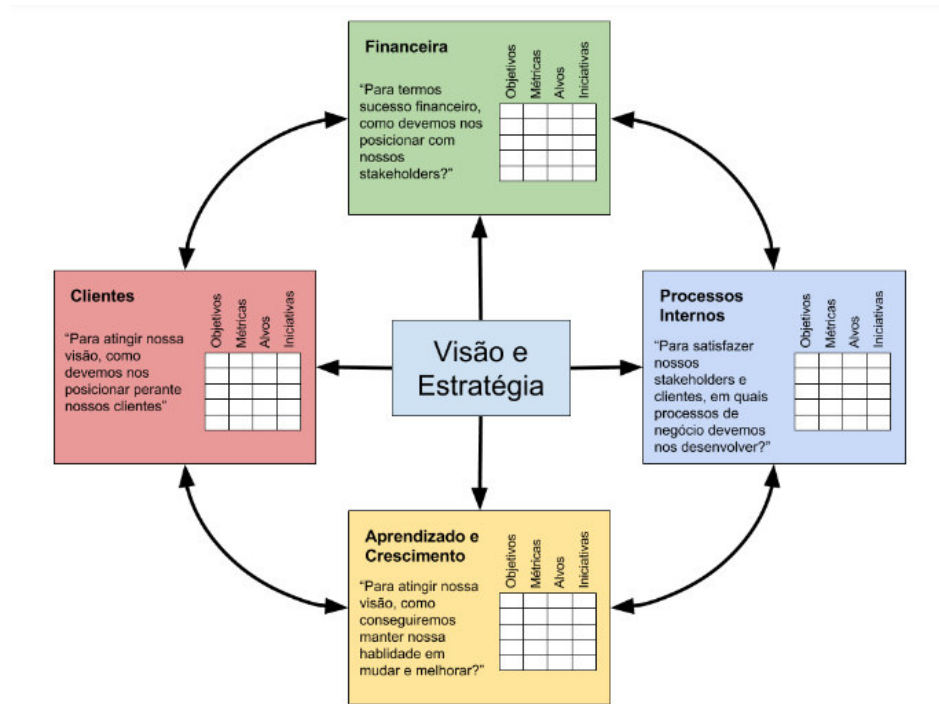 Financeira
“Para termos
sucesso financeiro,
como devemos nos
posicionar com
nossos
stakeholders?”
Objetivos
Métricas
Alvos
Iniciativas
Clientes
“Para atingir nossa
visão, como
devemos nos
posicionar perante
nossos clientes”
Objetivos
Métricas
Alvos
Iniciativas
Visão e
Estratégia
Processos
Internos
“Para satisfazer
nossos
stakeholders e
clientes, em quais
processos de
negócio devemos
nos desenvolver?”
Objetivos
Métricas
Alvos
Iniciativas
Aprendizado e
Crescimento
“Para atingir nossa
visão, como
conseguiremos
manter nossa
hablidade em
mudar e melhorar?”
Objetivos
Métricas
Alvos
Iniciativas